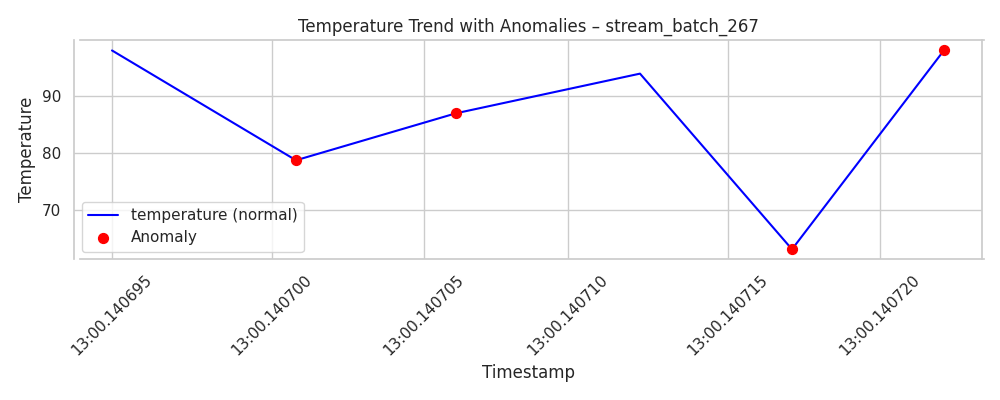 Temperature Trend with Anomalies – stream_batch_267
Temperature
90
80
70
temperature (normal)
Anomaly
13:00.140695
13:00.140700
13:00.140705
13:00.140710
13:00.140715
13:00.140720
Timestamp